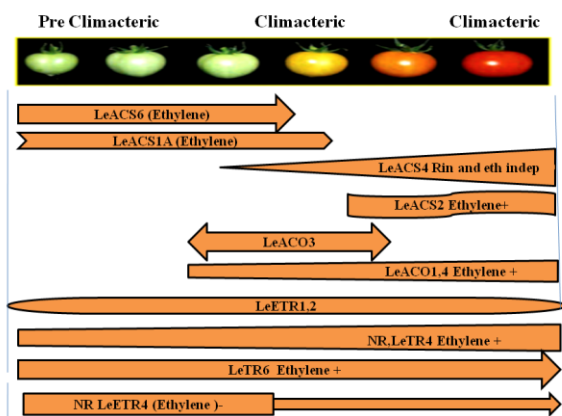 Pre Climacteric Climacteric Climacteric
LeACS6 (Ethylene)
LeACS1A (Ethylene)
LeACS4 Rin and eth indep
LeACS2 Ethylene+
LeACO3
LeACO1,4 Ethylene +
LeETR1,2
NR,LeTR4 Ethylene +
LeTR6 Ethylene +
NR LeETR4 (Ethylene )-